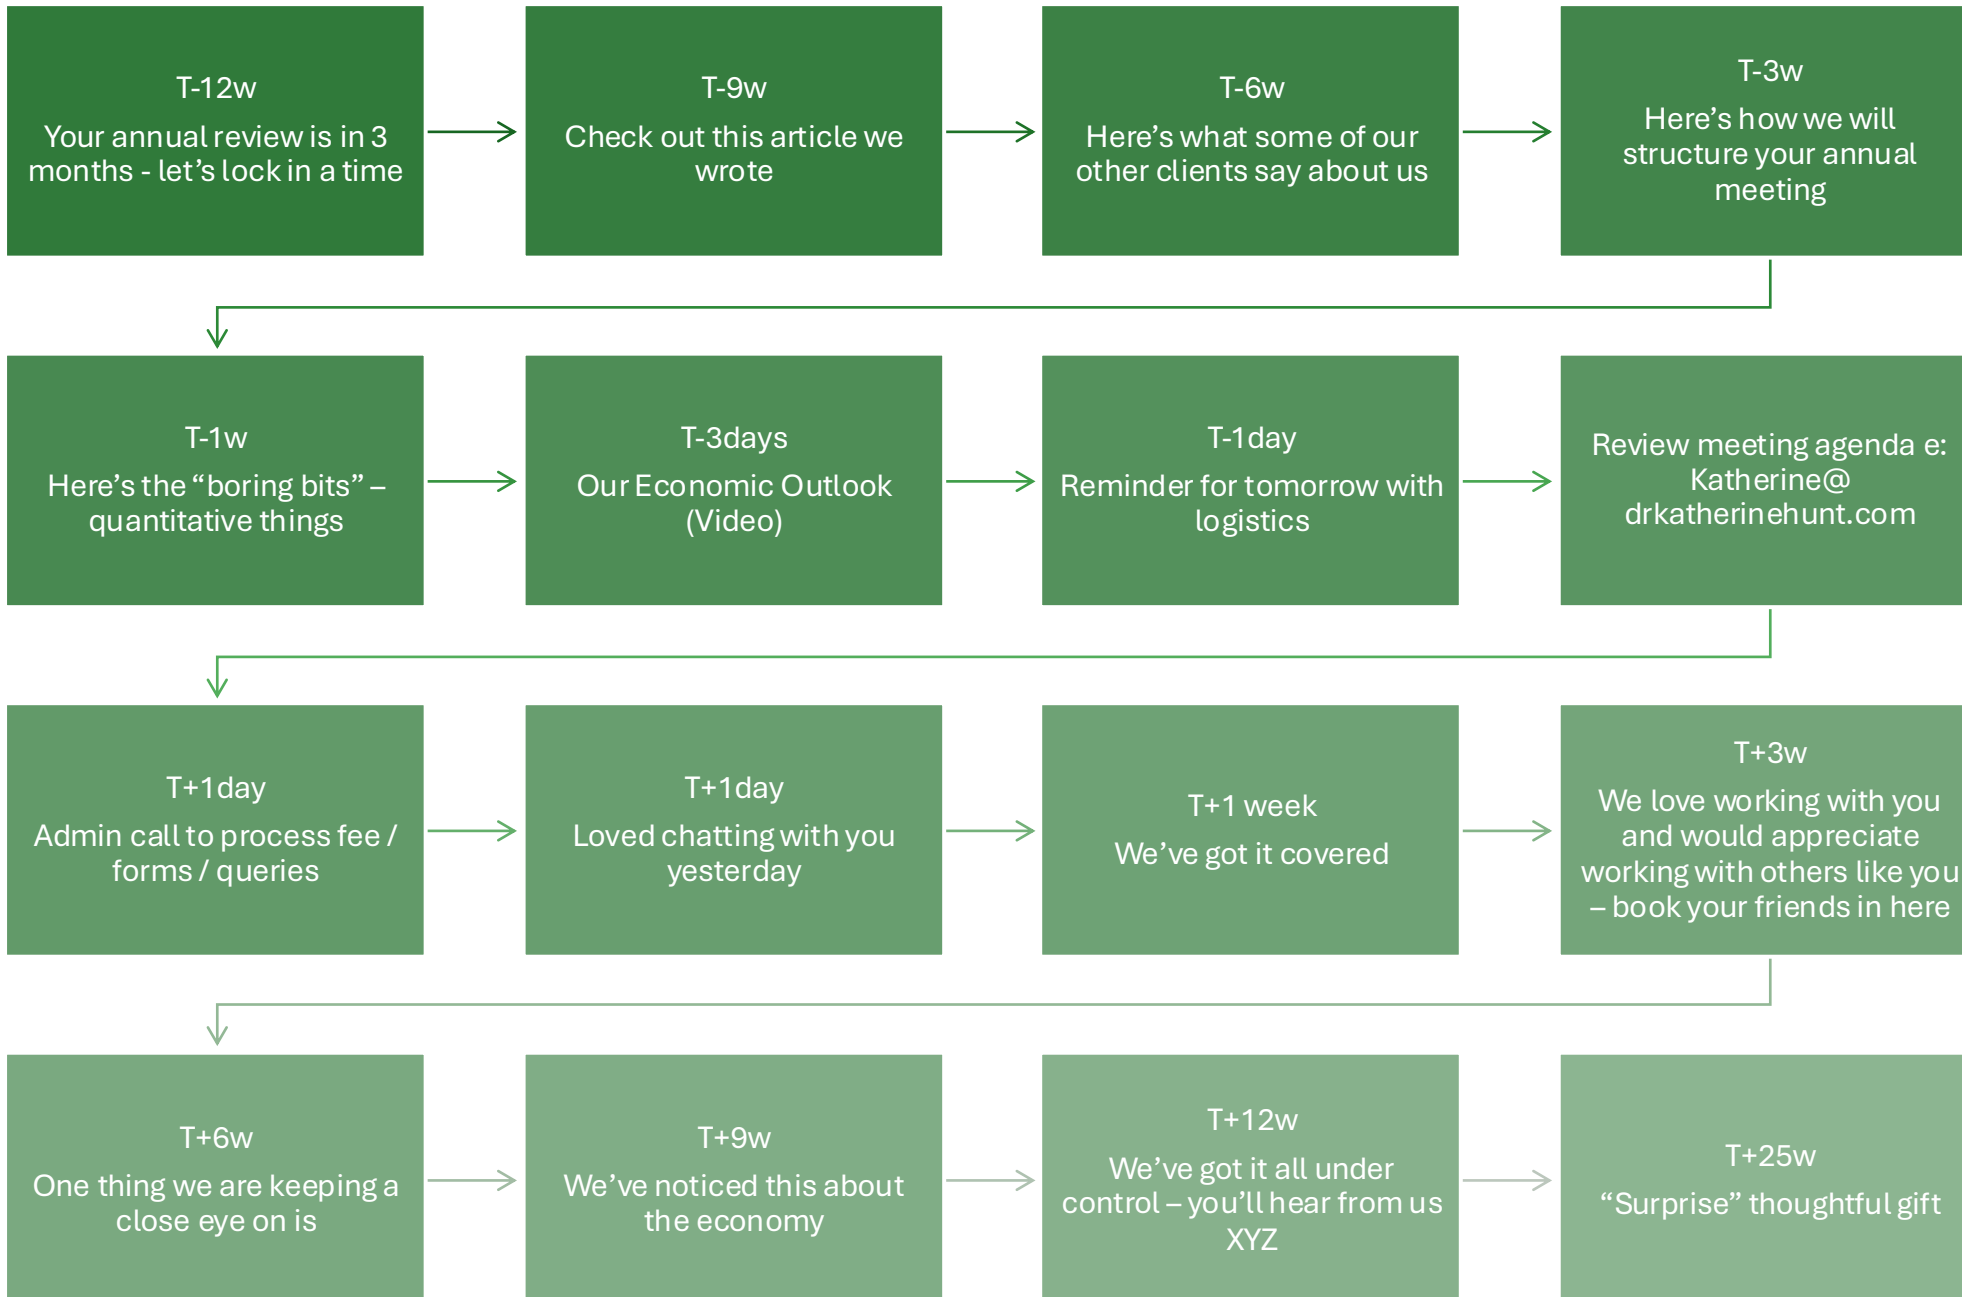 T-12w
Your annual review is in 3
months - let’s lock in a time
T-9w
Check out this article we
wrote
T-6w
Here’s what some of our
other clients say about us
T-3w
Here’s how we will
structure your annual
meeting
T-1w
Here’s the “boring bits” –
quantitative things
T-3days
Our Economic Outlook
(Video)
T-1day
Reminder for tomorrow with
logistics
Review meeting agenda e:
Katherine@
drkatherinehunt.com
T+1day
Admin call to process fee /
forms / queries
T+1day
Loved chatting with you
yesterday
T+1 week
We’ve got it covered
T+3w
We love working with you
and would appreciate
working with others like you
– book your friends in here
T+6w
One thing we are keeping a
close eye on is
T+9w
We’ve noticed this about
the economy
T+12w
We’ve got it all under
control – you’ll hear from us
XYZ
T+25w
“Surprise” thoughtful gift